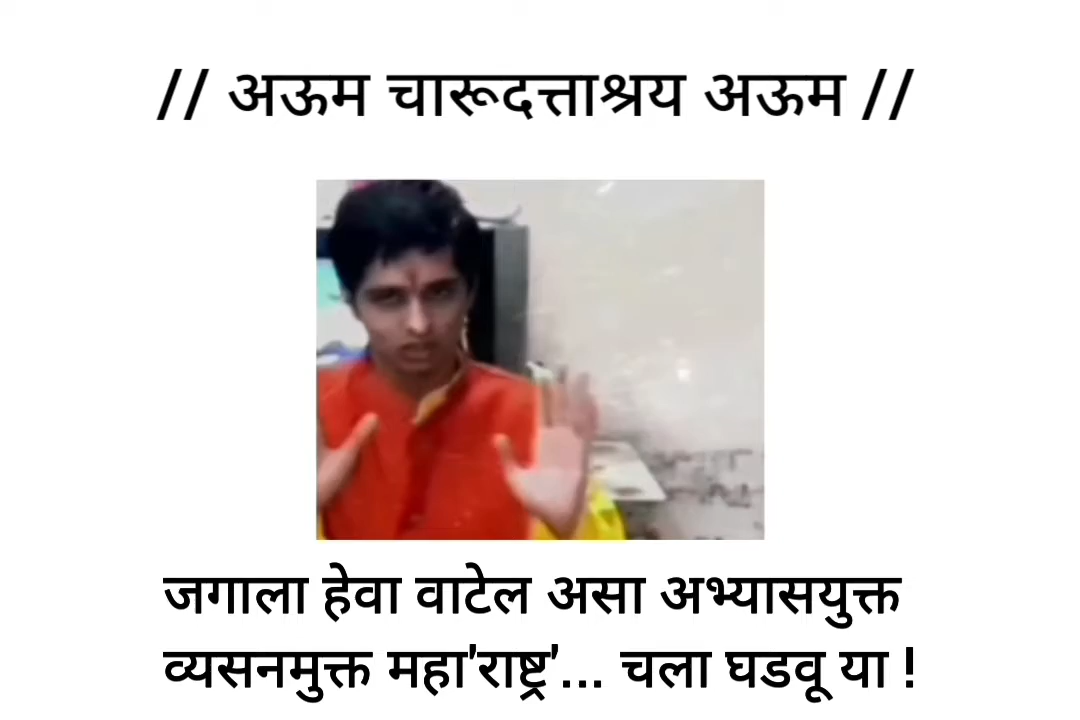 // अऊम चारूदत्ताश्रय अऊम //
जगाला हेवा वाटेल असा अभ्यासयुक्त
व्यसनमुक्त महा'राष्ट्र'... चला घडवू या !